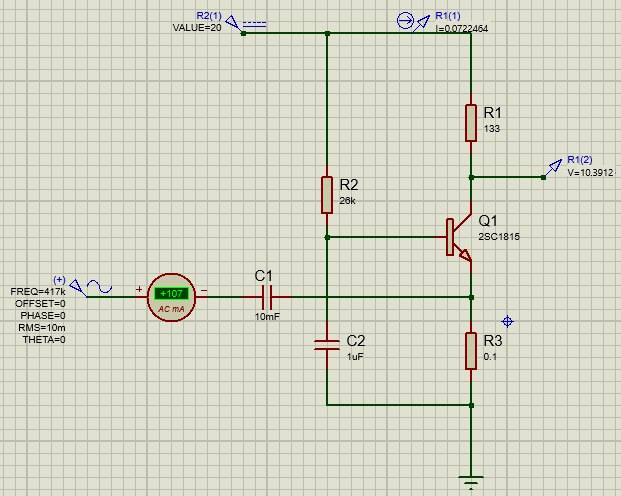 R2(1)
VALUE=20
R1(1)
I=0.0722464
R1
133
R1(2)
V=10.3912
R2
26k
Q1
2SC1815
(+)
FREQ=417k
OFFSET=0
PHASE=0
RMS=10m
THETA=0
+
+107
AC mA
−
C1
10mF
C2
1uF
R3
0.1